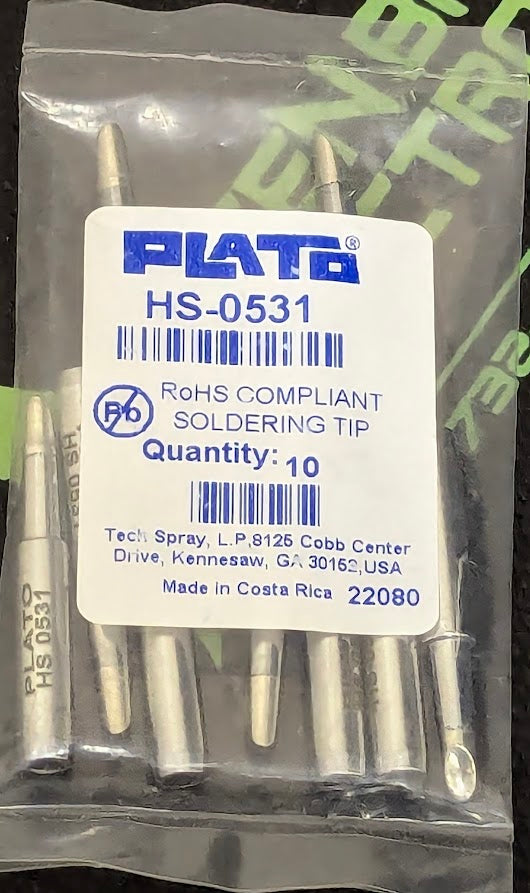 PLATO®
HS-0531
Pb
RoHS COMPLIANT
SOLDERING TIP
Quantity: 10
Tech Spray, L.P,8125 Cobb Center
Drive, Kennesaw, GA 30152,USA
Made in Costa Rica 22080
PLATO
HS 0531